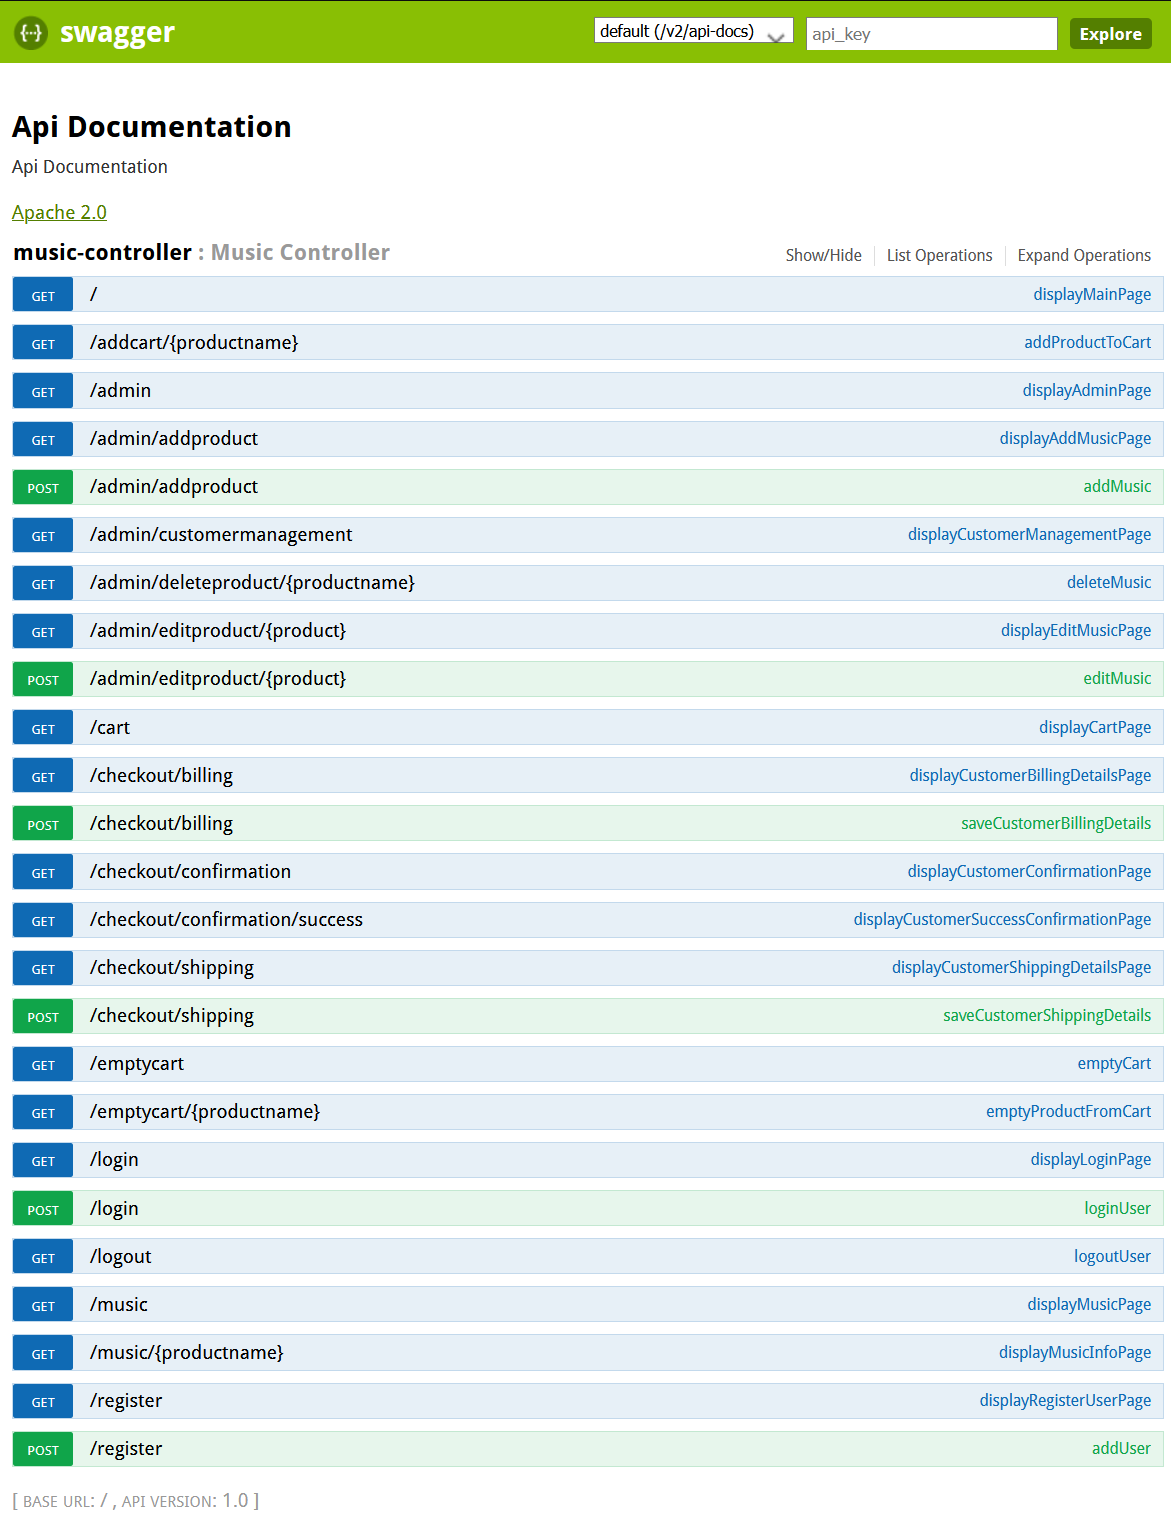 {···} swagger default (/v2/api-docs) api_key Explore
Api Documentation
Api Documentation
Apache 2.0
music-controller : Music Controller Show/Hide List Operations Expand Operations
GET / displayMainPage
GET /addcart/{productname} addProductToCart
GET /admin displayAdminPage
GET /admin/addproduct displayAddMusicPage
POST /admin/addproduct addMusic
GET /admin/customermanagement displayCustomerManagementPage
GET /admin/deleteproduct/{productname} deleteMusic
GET /admin/editproduct/{product} displayEditMusicPage
POST /admin/editproduct/{product} editMusic
GET /cart displayCartPage
GET /checkout/billing displayCustomerBillingDetailsPage
POST /checkout/billing saveCustomerBillingDetails
GET /checkout/confirmation displayCustomerConfirmationPage
GET /checkout/confirmation/success displayCustomerSuccessConfirmationPage
GET /checkout/shipping displayCustomerShippingDetailsPage
POST /checkout/shipping saveCustomerShippingDetails
GET /emptycart emptyCart
GET /emptycart/{productname} emptyProductFromCart
GET /login displayLoginPage
POST /login loginUser
GET /logout logoutUser
GET /music displayMusicPage
GET /music/{productname} displayMusicInfoPage
GET /register displayRegisterUserPage
POST /register addUser
[ BASE URL: / , API VERSION: 1.0 ]